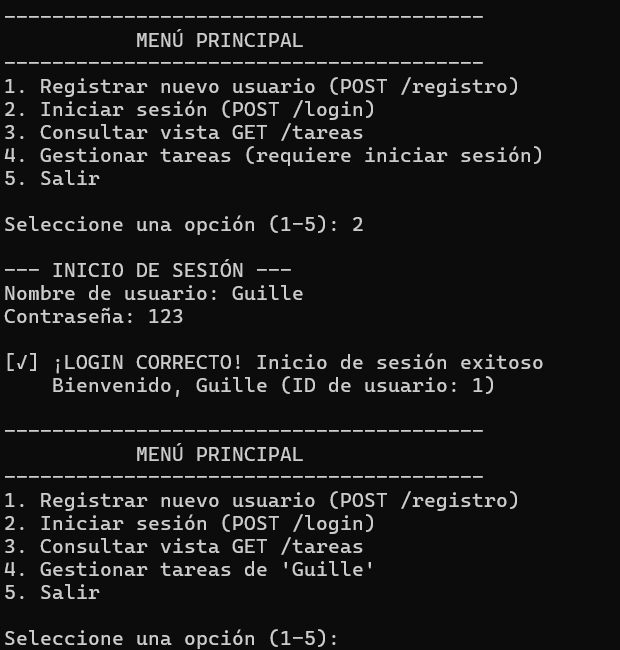 ----------------------------------------
MENÚ PRINCIPAL
----------------------------------------
1. Registrar nuevo usuario (POST /registro)
2. Iniciar sesión (POST /login)
3. Consultar vista GET /tareas
4. Gestionar tareas (requiere iniciar sesión)
5. Salir
Seleccione una opción (1-5): 2
--- INICIO DE SESIÓN ---
Nombre de usuario: Guille
Contraseña: 123
[√] ¡LOGIN CORRECTO! Inicio de sesión exitoso
Bienvenido, Guille (ID de usuario: 1)
----------------------------------------
MENÚ PRINCIPAL
----------------------------------------
1. Registrar nuevo usuario (POST /registro)
2. Iniciar sesión (POST /login)
3. Consultar vista GET /tareas
4. Gestionar tareas de 'Guille'
5. Salir
Seleccione una opción (1-5):